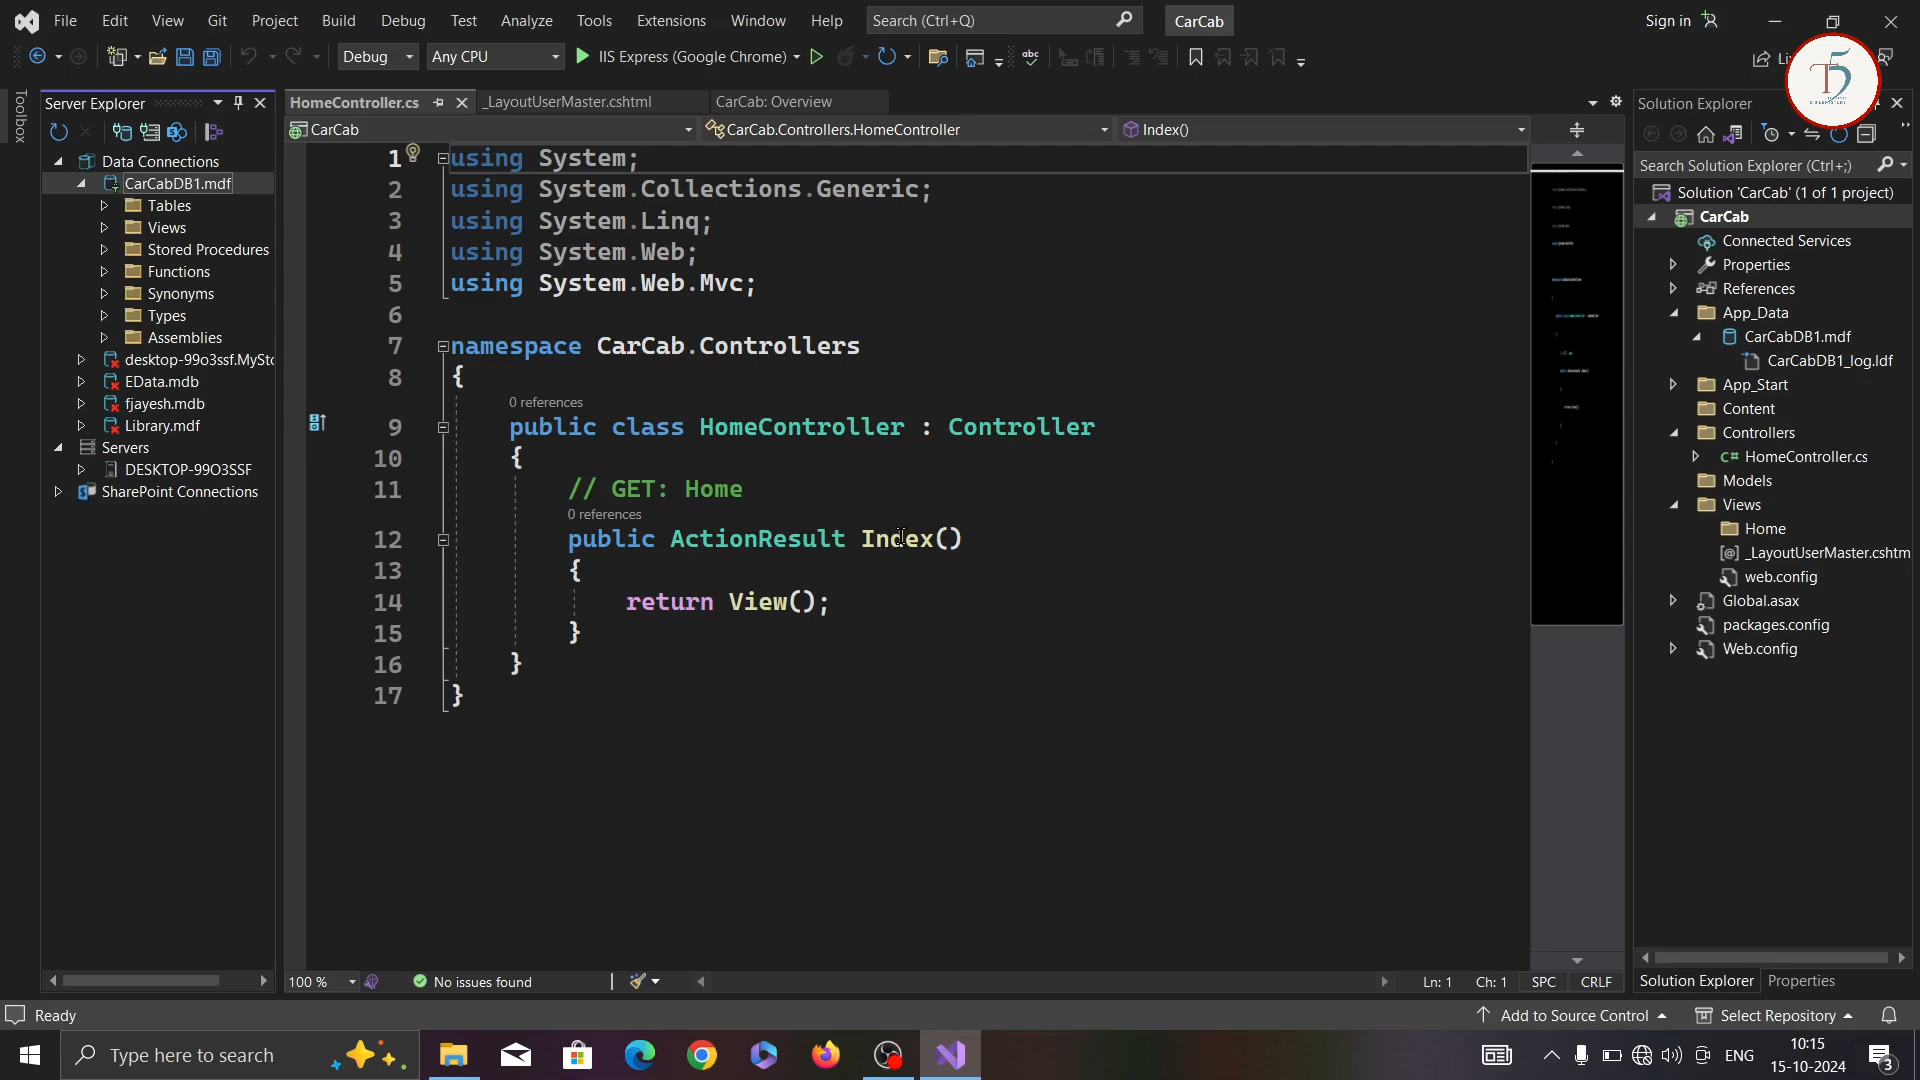 File Edit View Git Project Build Debug Test Analyze Tools Extensions Window Help Search (Ctrl+Q) CarCab Sign in
Debug Any CPU IIS Express (Google Chrome)
T5
Toolbox
Server Explorer
Data Connections
CarCabDB1.mdf
Tables
Views
Stored Procedures
Functions
Synonyms
Types
Assemblies
desktop-99o3ssf.MySto
EData.mdb
fjayesh.mdb
Library.mdf
Servers
DESKTOP-99O3SSF
SharePoint Connections
HomeController.cs _LayoutUserMaster.cshtml CarCab: Overview
CarCab CarCab.Controllers.HomeController Index()
1 using System;
2 using System.Collections.Generic;
3 using System.Linq;
4 using System.Web;
5 using System.Web.Mvc;
6
7 namespace CarCab.Controllers
8 {
0 references
9 public class HomeController : Controller
10 {
11 // GET: Home
0 references
12 public ActionResult Index()
13 {
14 return View();
15 }
16 }
17 }
100 % No issues found Ln: 1 Ch: 1 SPC CRLF
Solution Explorer
Search Solution Explorer (Ctrl+;)
Solution 'CarCab' (1 of 1 project)
CarCab
Connected Services
Properties
References
App_Data
CarCabDB1.mdf
CarCabDB1_log.ldf
App_Start
Content
Controllers
C# HomeController.cs
Models
Views
Home
_LayoutUserMaster.cshtm
web.config
Global.asax
packages.config
Web.config
Solution Explorer Properties
Ready Add to Source Control Select Repository
Type here to search ENG 10:15
15-10-2024 3